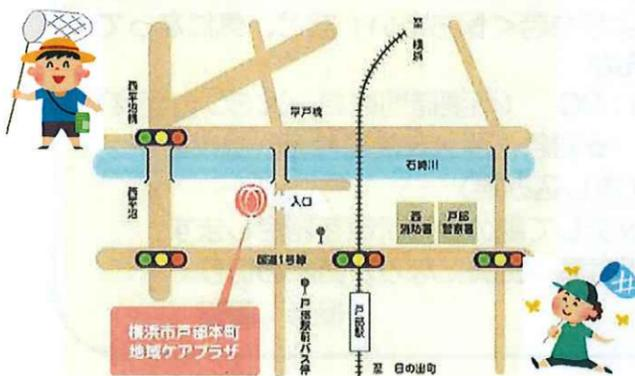 至 横浜
西平沼橋
平戸橋
石崎川
西平沼
入口
西
消防署
戸部
警察署
国道1号線
戸部駅前バス停
戸部駅
横浜市戸部本町
地域ケアプラザ
至 日の出町